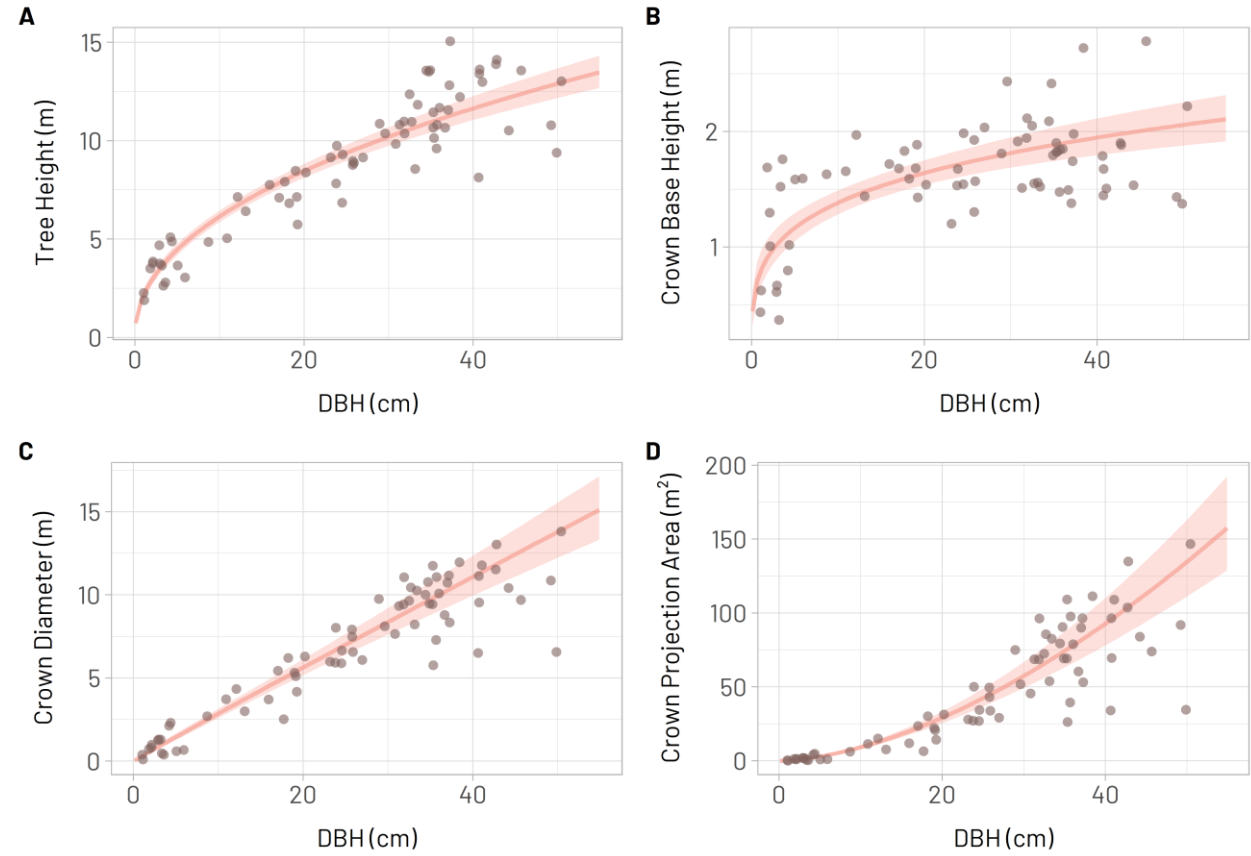 A
Tree Height (m)
15
10
5
0
0 20 40
DBH (cm)
B
Crown Base Height (m)
2
1
0 20 40
DBH (cm)
C
Crown Diameter (m)
15
10
5
0
0 20 40
DBH (cm)
D
Crown Projection Area (m²)
200
150
100
50
0
0 20 40
DBH (cm)